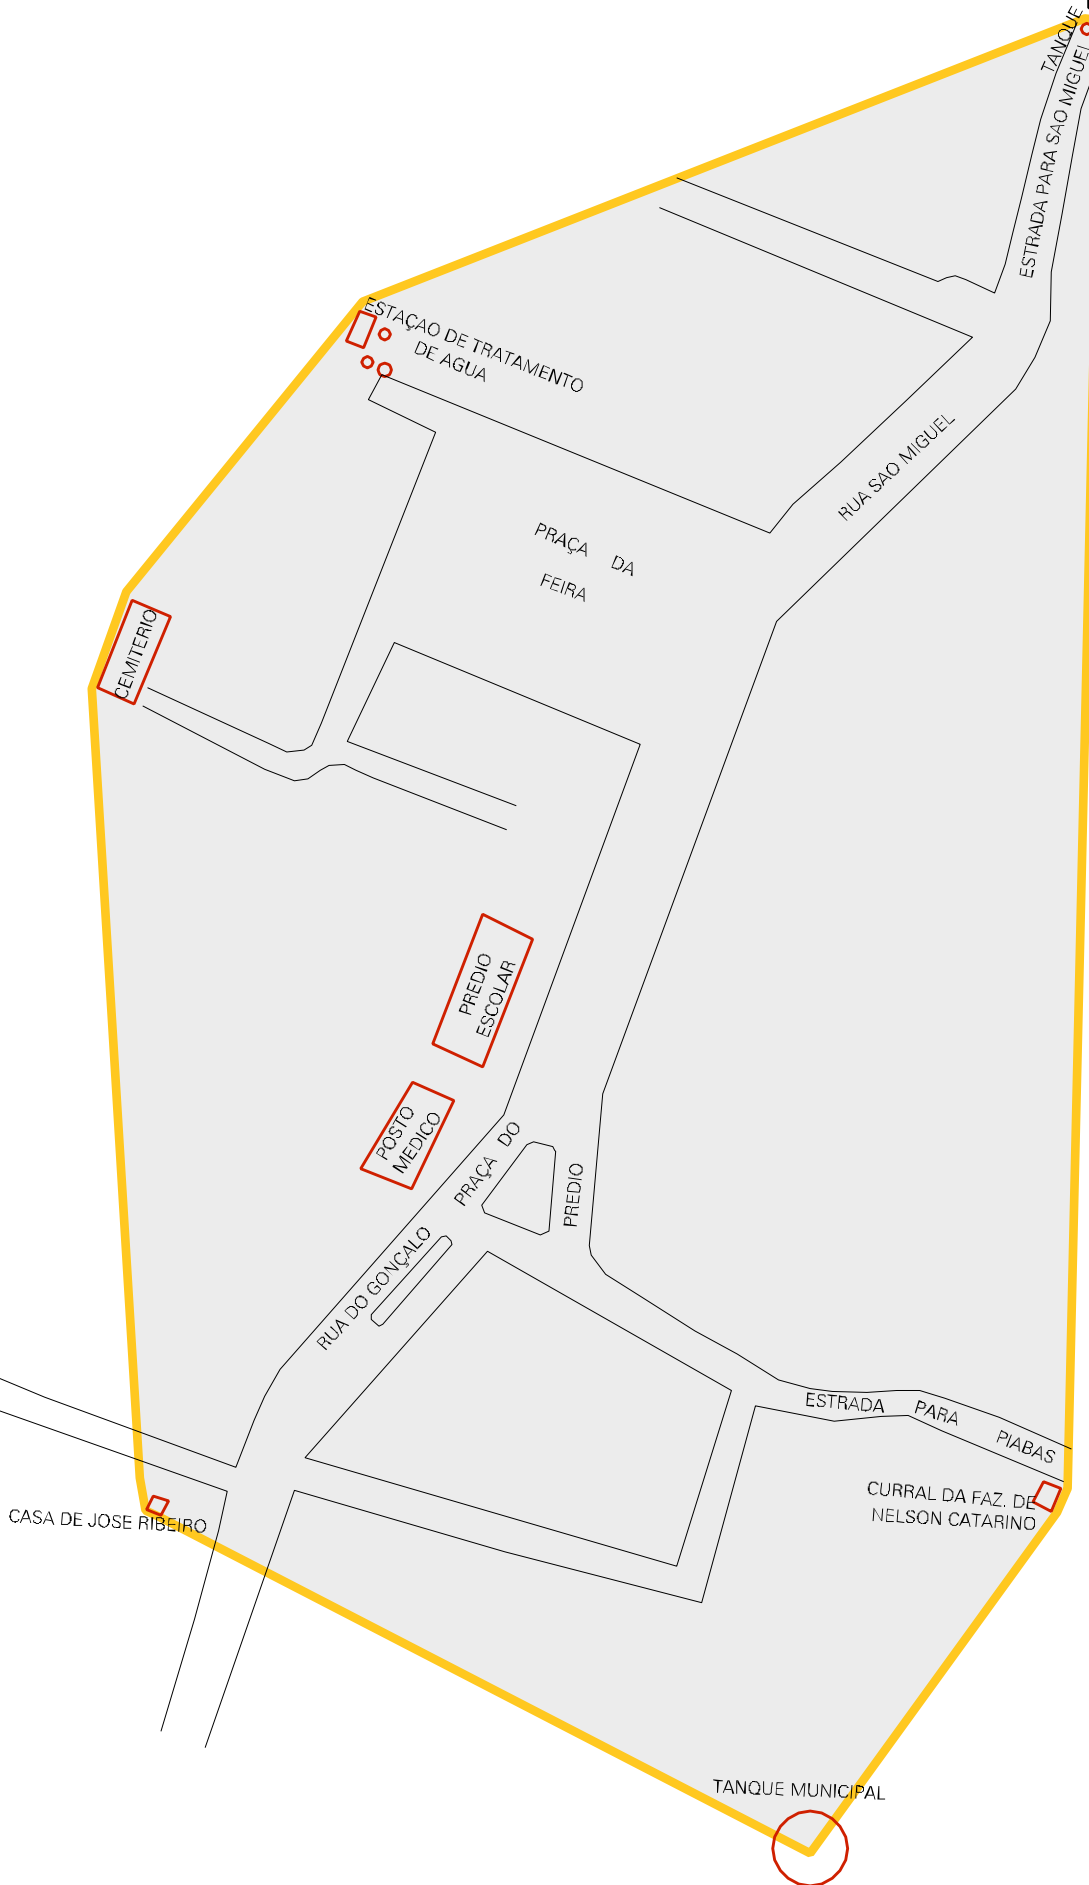 TANQUE
ESTRADA PARA SAO MIGUEL
ESTAÇAO DE TRATAMENTO
DE AGUA
RUA SAO MIGUEL
PRAÇA DA
FEIRA
CEMITERIO
PREDIO
ESCOLAR
POSTO
MEDICO
PRAÇA DO
PREDIO
RUA DO GONÇALO
ESTRADA PARA PIABAS
CURRAL DA FAZ. DE
NELSON CATARINO
CASA DE JOSE RIBEIRO
TANQUE MUNICIPAL